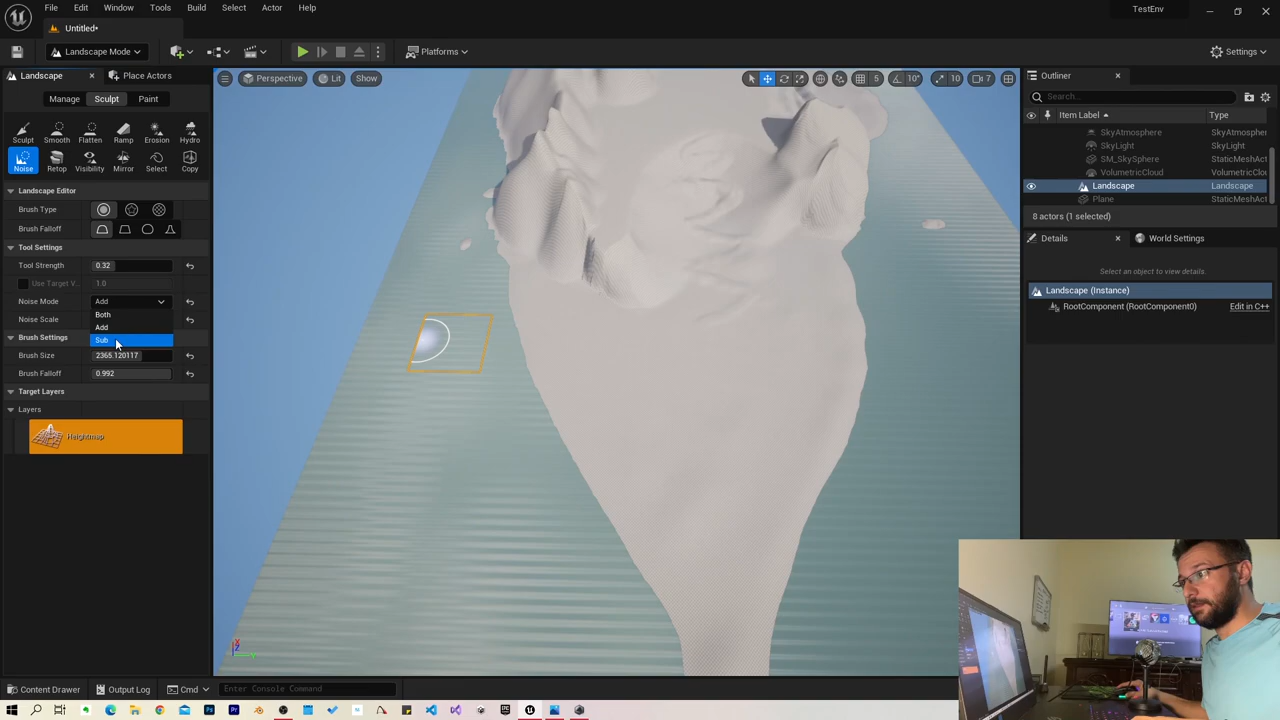 File Edit Window Tools Build Select Actor Help
TestEnv
Untitled*
Landscape Mode
Platforms
Settings
Landscape
Place Actors
Manage Sculpt Paint
Sculpt Smooth Flatten Ramp Erosion Hydro
Noise Retop Visibility Mirror Select Copy
Landscape Editor
Brush Type
Brush Falloff
Tool Settings
Tool Strength 0.32
Use Target V... 1.0
Noise Mode Add
Both
Noise Scale
Add
Sub
Brush Settings
Brush Size 2365.120117
Brush Falloff 0.992
Target Layers
Layers
Heightmap
Perspective Lit Show
5 10° 10 7
Outliner
Search...
Item Label Type
SkyAtmosphere SkyAtmospher
SkyLight SkyLight
SM_SkySphere StaticMeshAct
VolumetricCloud VolumetricClou
Landscape Landscape
Plane StaticMeshAct
8 actors (1 selected)
Details World Settings
Select an object to view details.
Landscape (Instance)
RootComponent (RootComponent0) Edit in C++
Content Drawer Output Log Cmd Enter Console Command